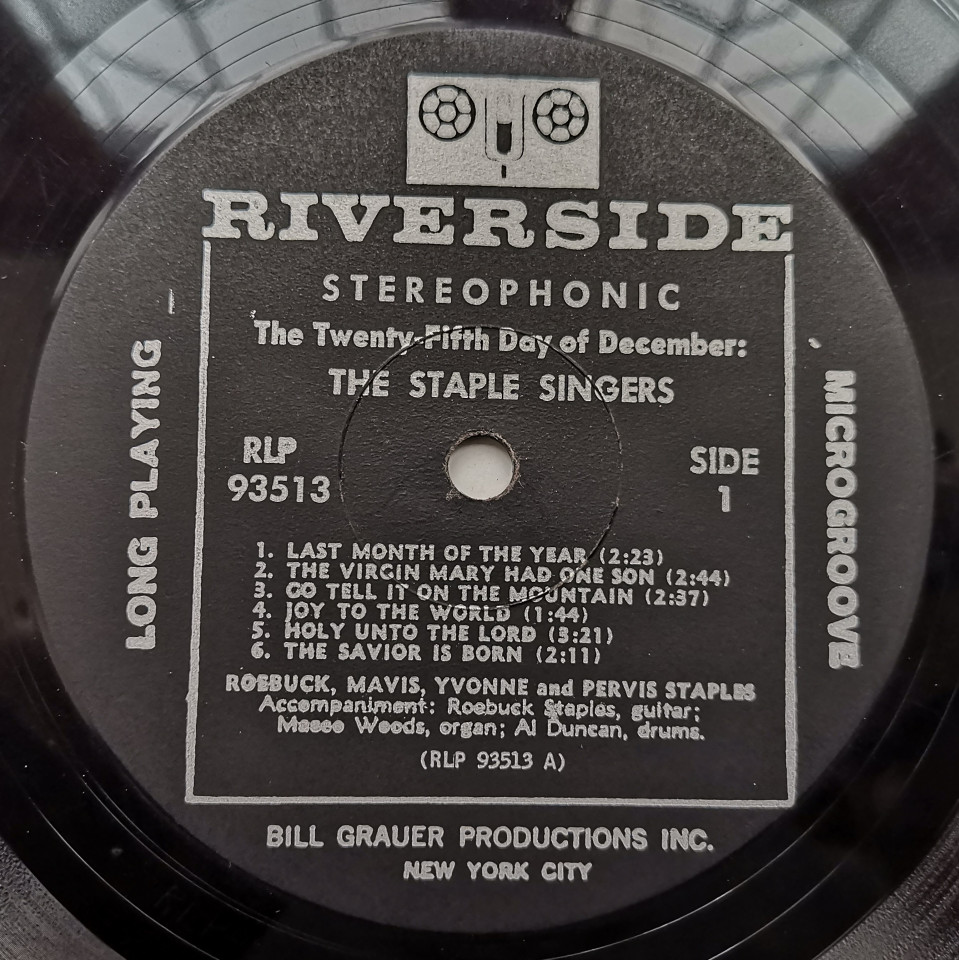 RIVERSIDE
STEREOPHONIC
The Twenty-Fifth Day of December:
THE STAPLE SINGERS
RLP
93513
SIDE
1
LONG PLAYING
MICROGROOVE
1. LAST MONTH OF THE YEAR (2:23)
2. THE VIRGIN MARY HAD ONE SON (2:44)
3. GO TELL IT ON THE MOUNTAIN (2:37)
4. JOY TO THE WORLD (1:44)
5. HOLY UNTO THE LORD (3:21)
6. THE SAVIOR IS BORN (2:11)
ROEBUCK, MAVIS, YVONNE and PERVIS STAPLES
Accompaniment: Roebuck Staples, guitar;
Maceo Woods, organ; Al Duncan, drums.
(RLP 93513 A)
BILL GRAUER PRODUCTIONS INC.
NEW YORK CITY